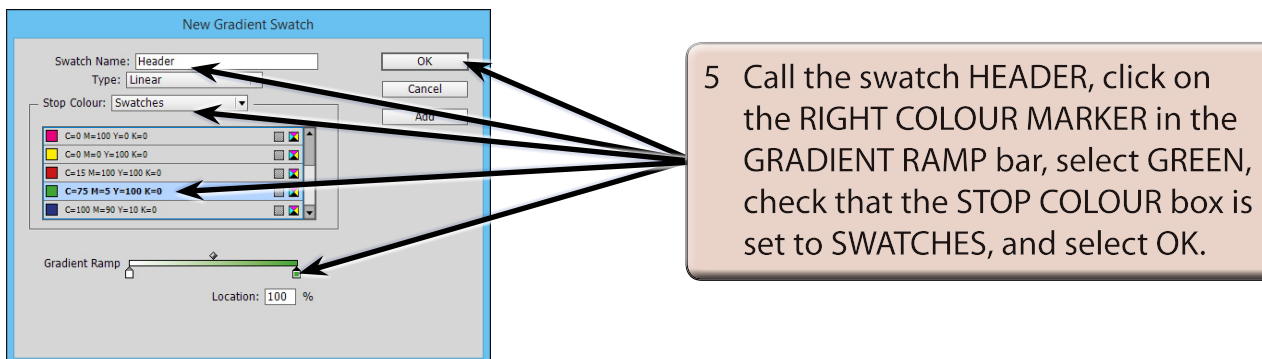 New Gradient Swatch
Swatch Name: Header
OK
Type: Linear
Cancel
Stop Colour: Swatches
Add
C=0 M=100 Y=0 K=0
C=0 M=0 Y=100 K=0
C=15 M=100 Y=100 K=0
C=75 M=5 Y=100 K=0
C=100 M=90 Y=10 K=0
Gradient Ramp
Location: 100 %
5 Call the swatch HEADER, click on
the RIGHT COLOUR MARKER in the
GRADIENT RAMP bar, select GREEN,
check that the STOP COLOUR box is
set to SWATCHES, and select OK.